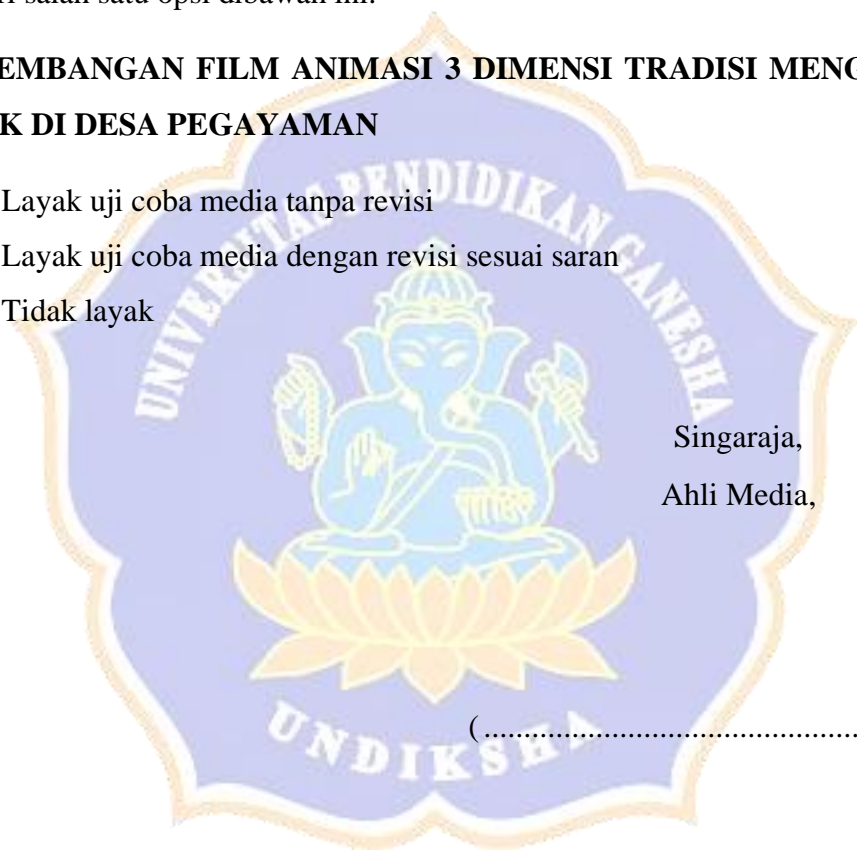 salah satu opsi dibawah ini.
EMBANGAN FILM ANIMASI 3 DIMENSI TRADISI MENG
K DI DESA PEGAYAMAN
Layak uji coba media tanpa revisi
Layak uji coba media dengan revisi sesuai saran
Tidak layak
UNIVERSITAS PENDIDIKAN GANESHA
Singaraja,
Ahli Media,
(................................................
UNDIKSHA